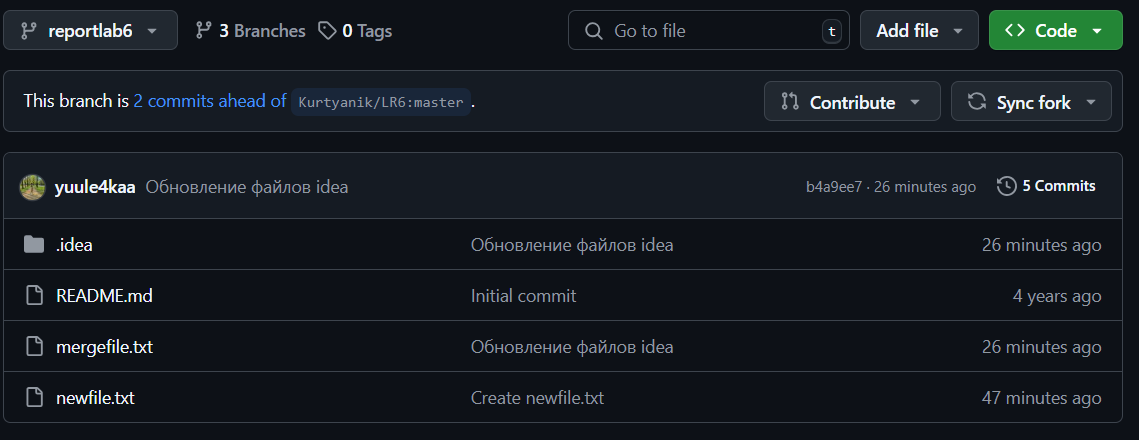 reportlab6 3 Branches 0 Tags Go to file t Add file Code
This branch is 2 commits ahead of Kurtyanik/LR6:master . Contribute Sync fork
yuule4kaa Обновление файлов idea b4a9ee7 · 26 minutes ago 5 Commits
.idea Обновление файлов idea 26 minutes ago
README.md Initial commit 4 years ago
mergefile.txt Обновление файлов idea 26 minutes ago
newfile.txt Create newfile.txt 47 minutes ago